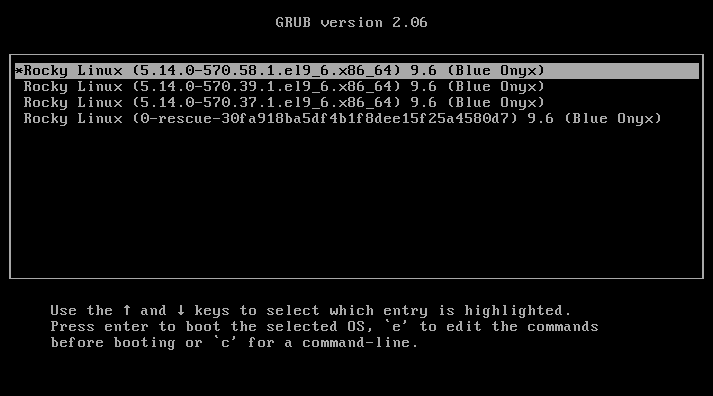 GRUB version 2.06
*Rocky Linux (5.14.0-570.58.1.el9_6.x86_64) 9.6 (Blue Onyx)
Rocky Linux (5.14.0-570.39.1.el9_6.x86_64) 9.6 (Blue Onyx)
Rocky Linux (5.14.0-570.37.1.el9_6.x86_64) 9.6 (Blue Onyx)
Rocky Linux (0-rescue-30fa918ba5df4b1f8dee15f25a4580d7) 9.6 (Blue Onyx)
Use the ↑ and ↓ keys to select which entry is highlighted.
Press enter to boot the selected OS, `e' to edit the commands
before booting or `c' for a command-line.